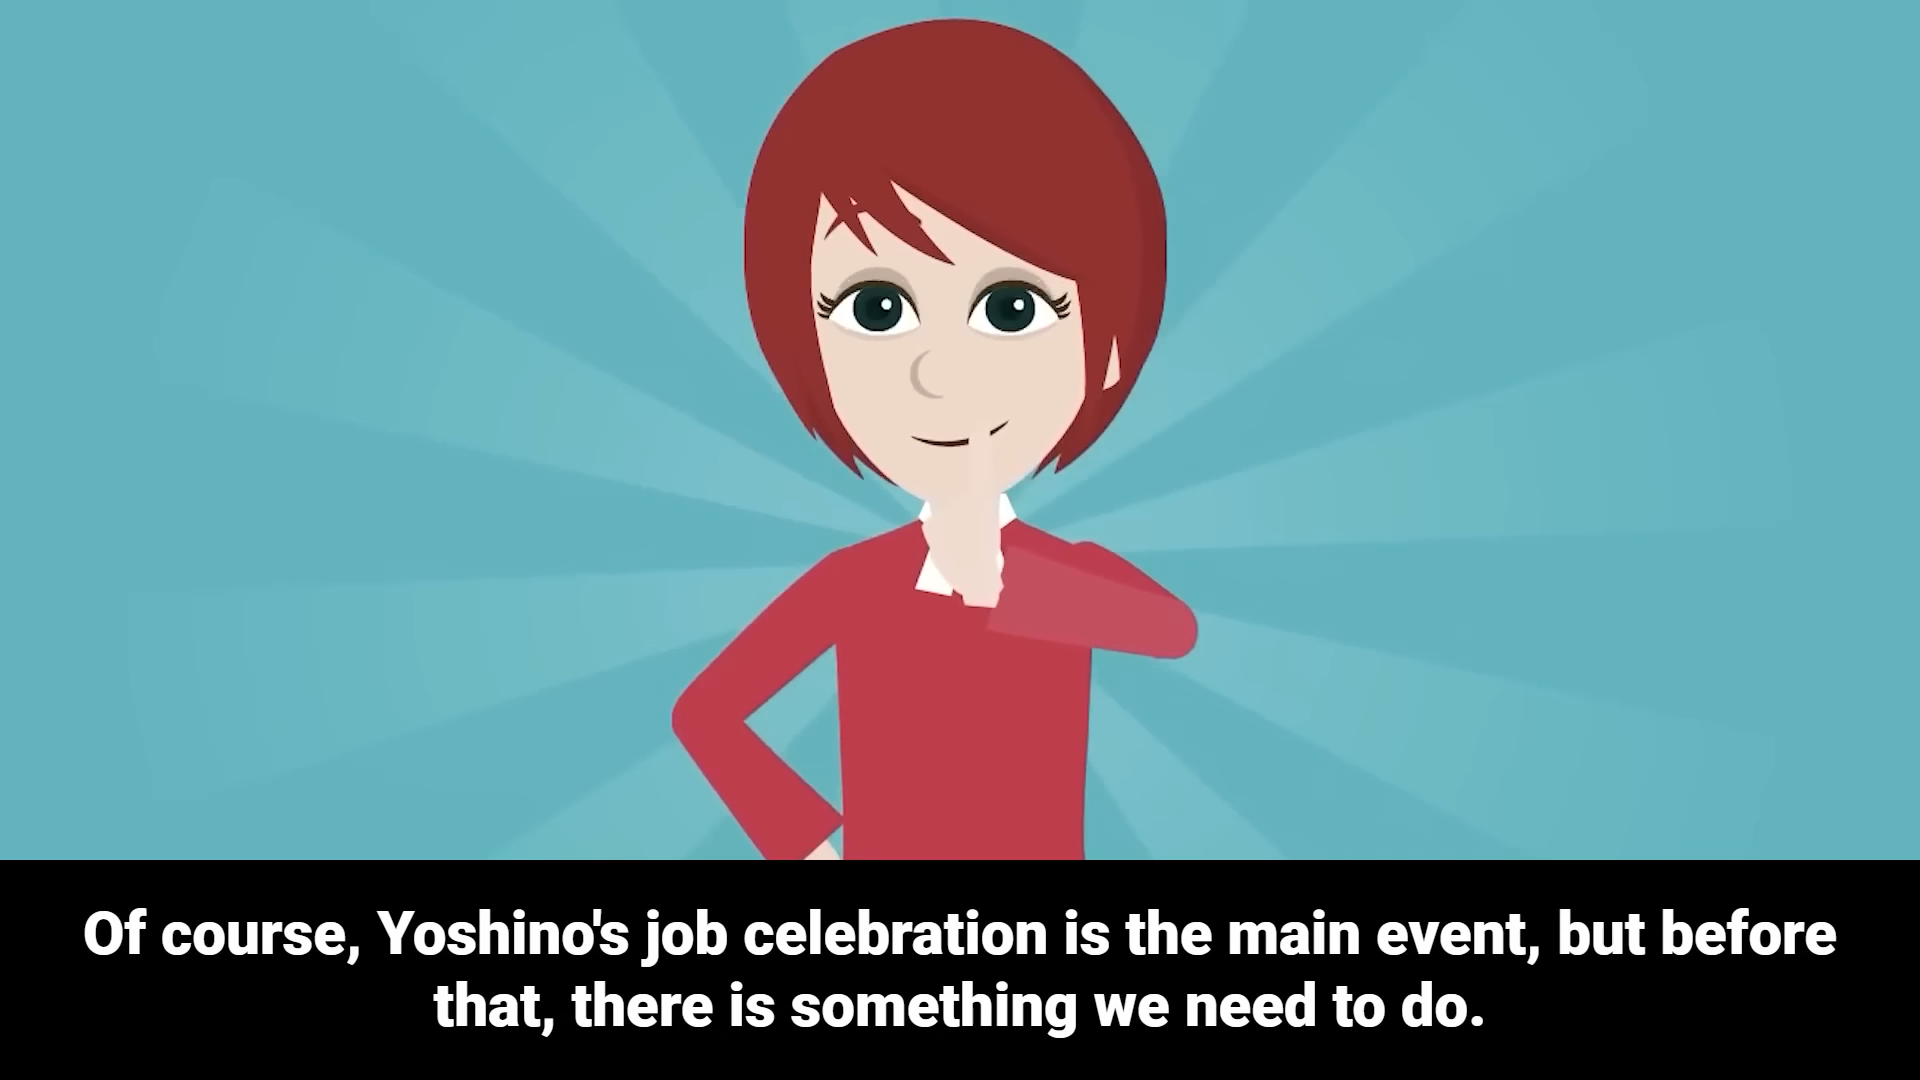 Of course, Yoshino's job celebration is the main event, but before
that, there is something we need to do.